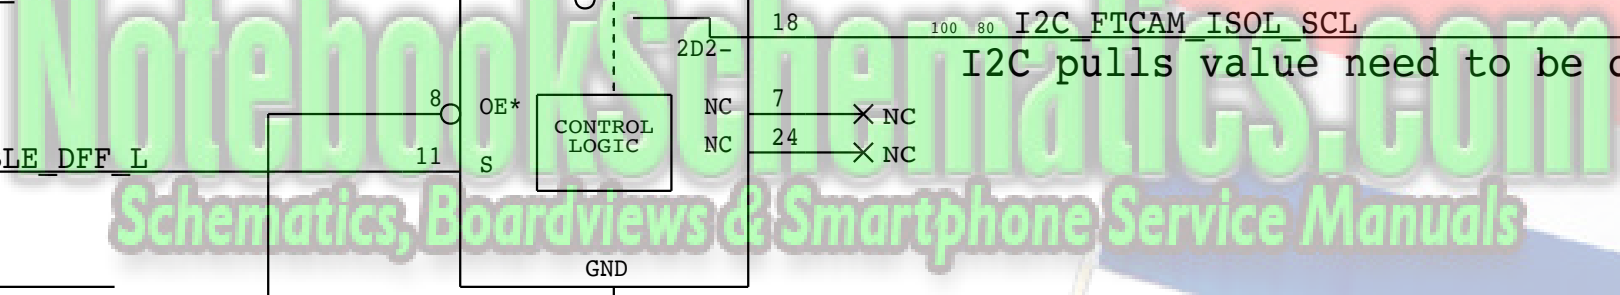 18 100 80 I2C_FTCAM_ISOL_SCL
2D2-
I2C pulls value need to be
8 OE* NC 7 NC
CONTROL
LOGIC
NC 24 NC
LE_DFF_L 11 S
GND
NotebookSchematics.com
Schematics, Boardviews & Smartphone Service Manuals